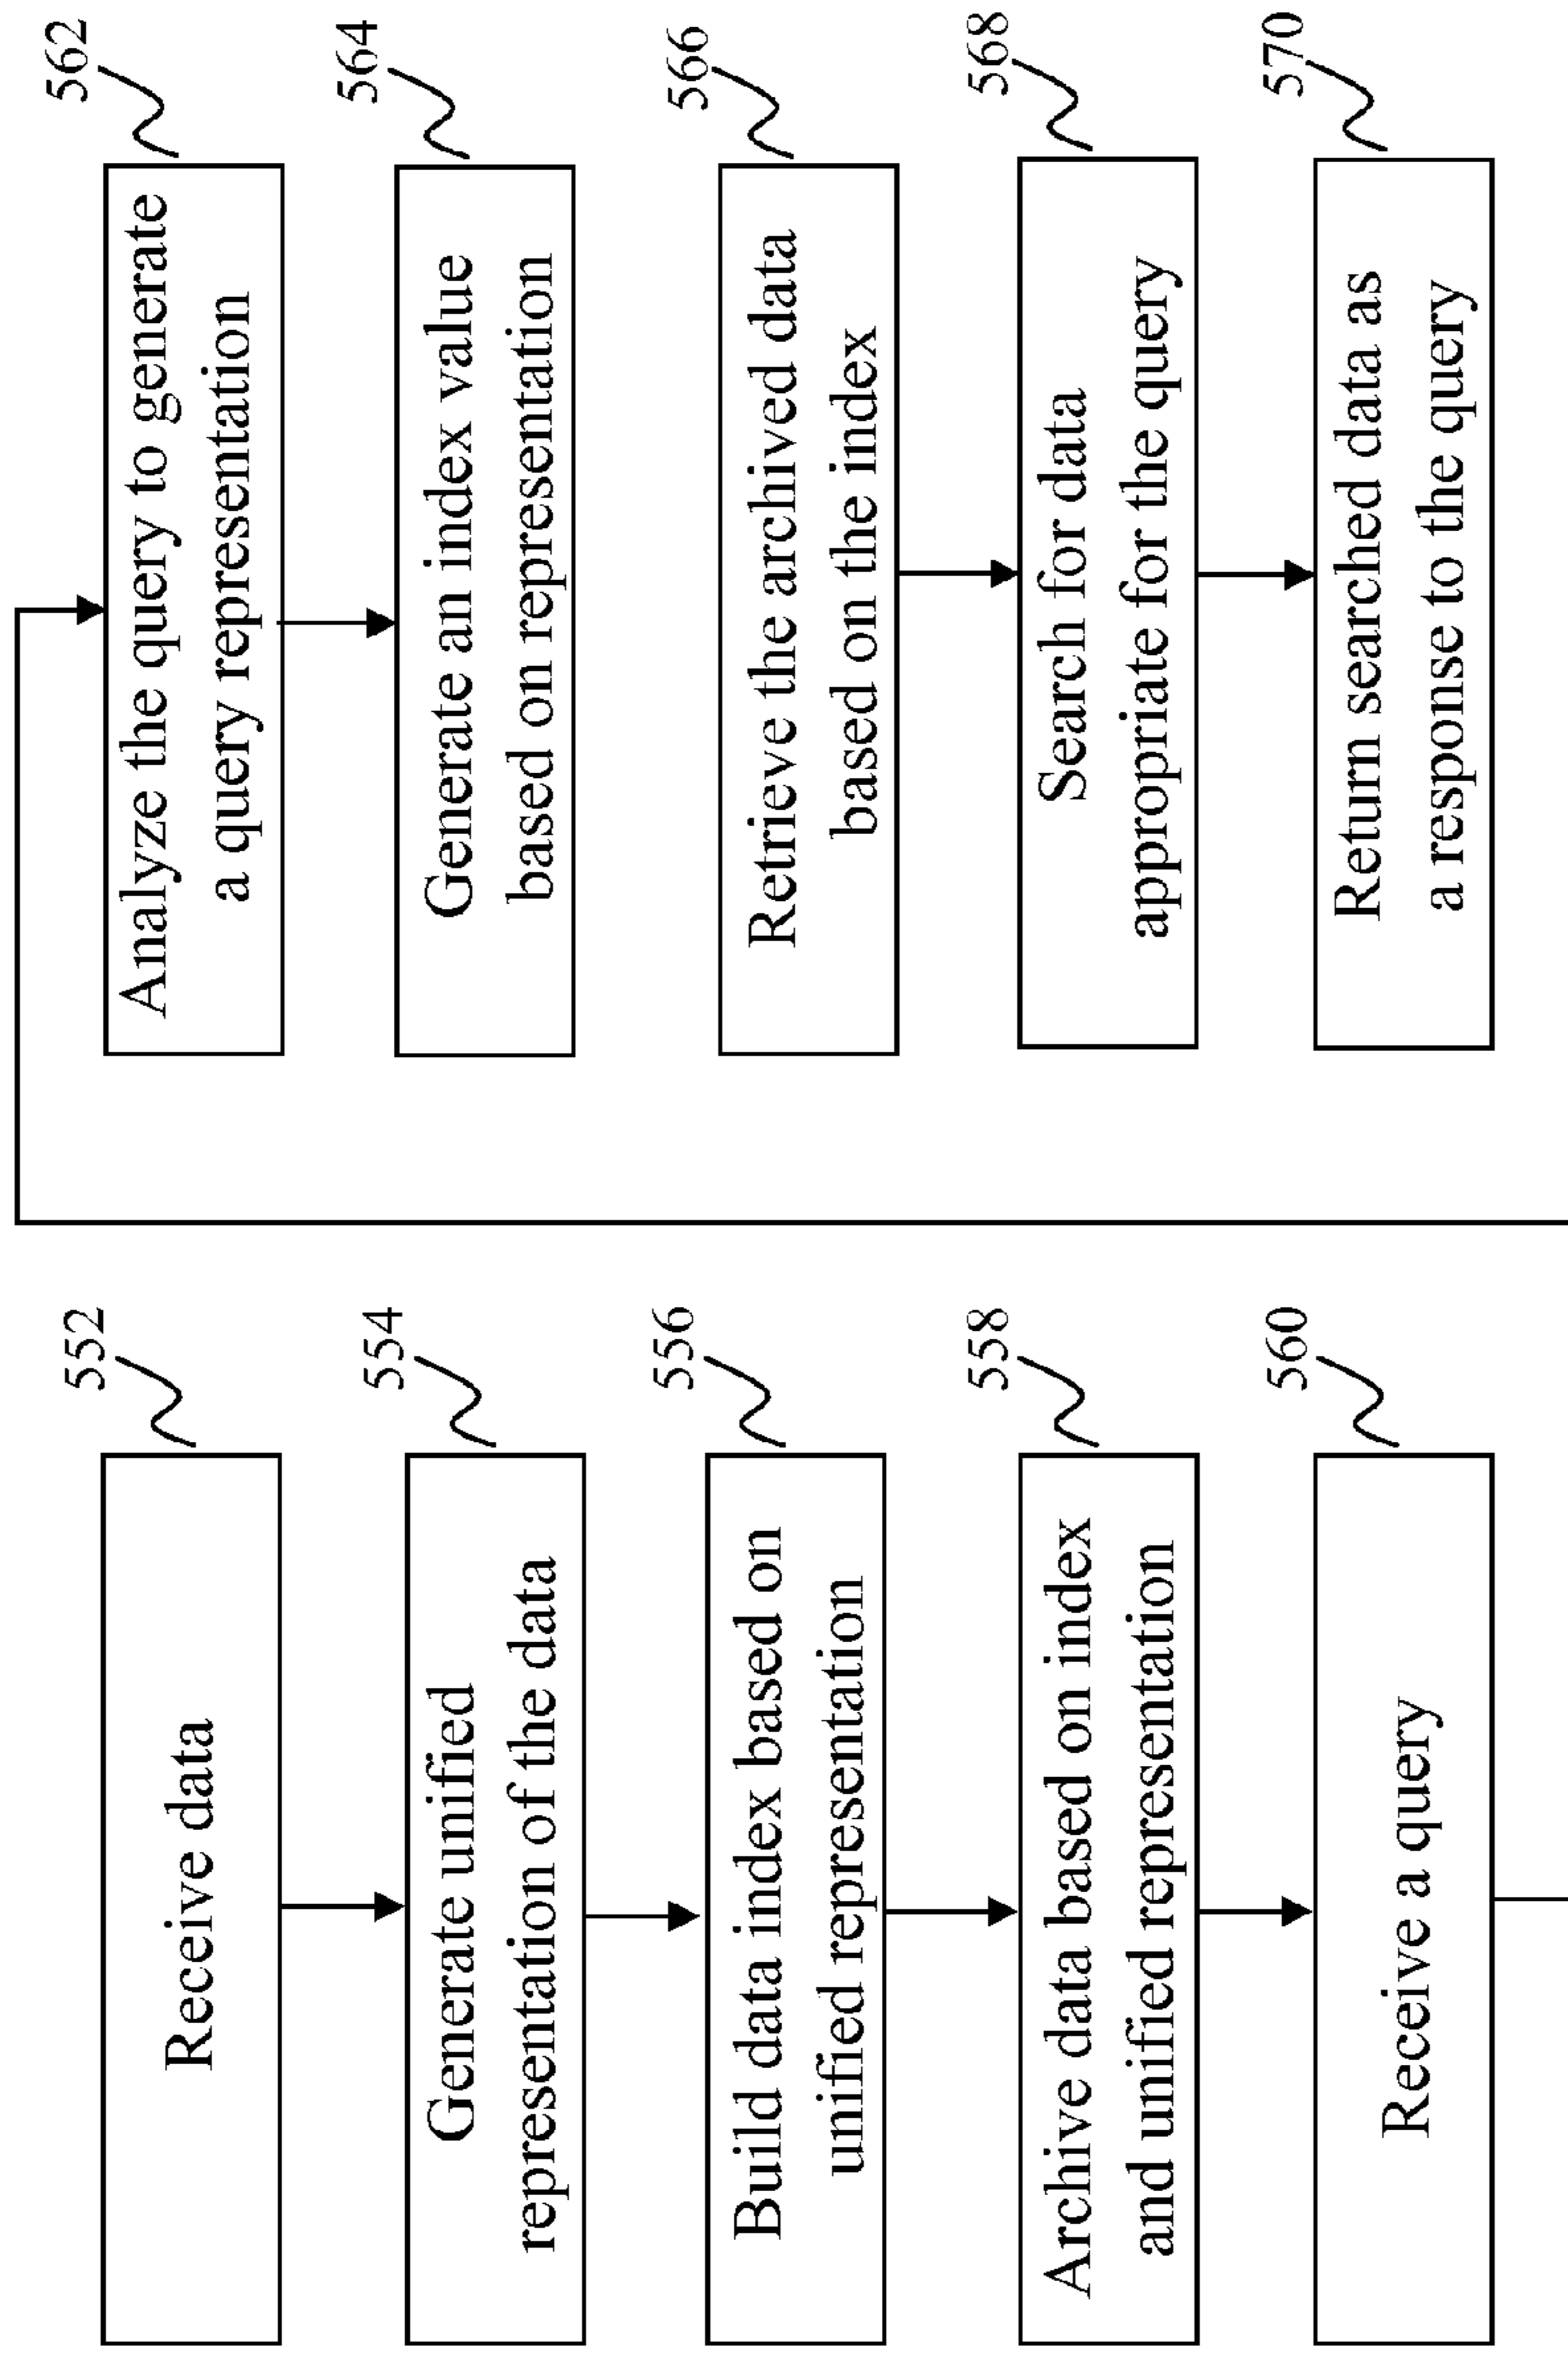 552
Receive data
554
Generate unified
representation of the data
556
Build data index based on
unified representation
558
Archive data based on index
and unified representation
560
Receive a query
562
Analyze the query to generate
a query representation
564
Generate an index value
based on representation
566
Retrieve the archived data
based on the index
568
Search for data
appropriate for the query
570
Return searched data as
a response to the query